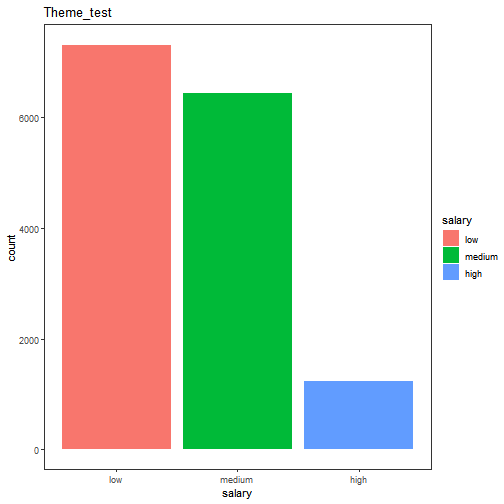 Theme_test
count
6000
4000
2000
0
low
medium
high
salary
salary
low
medium
high